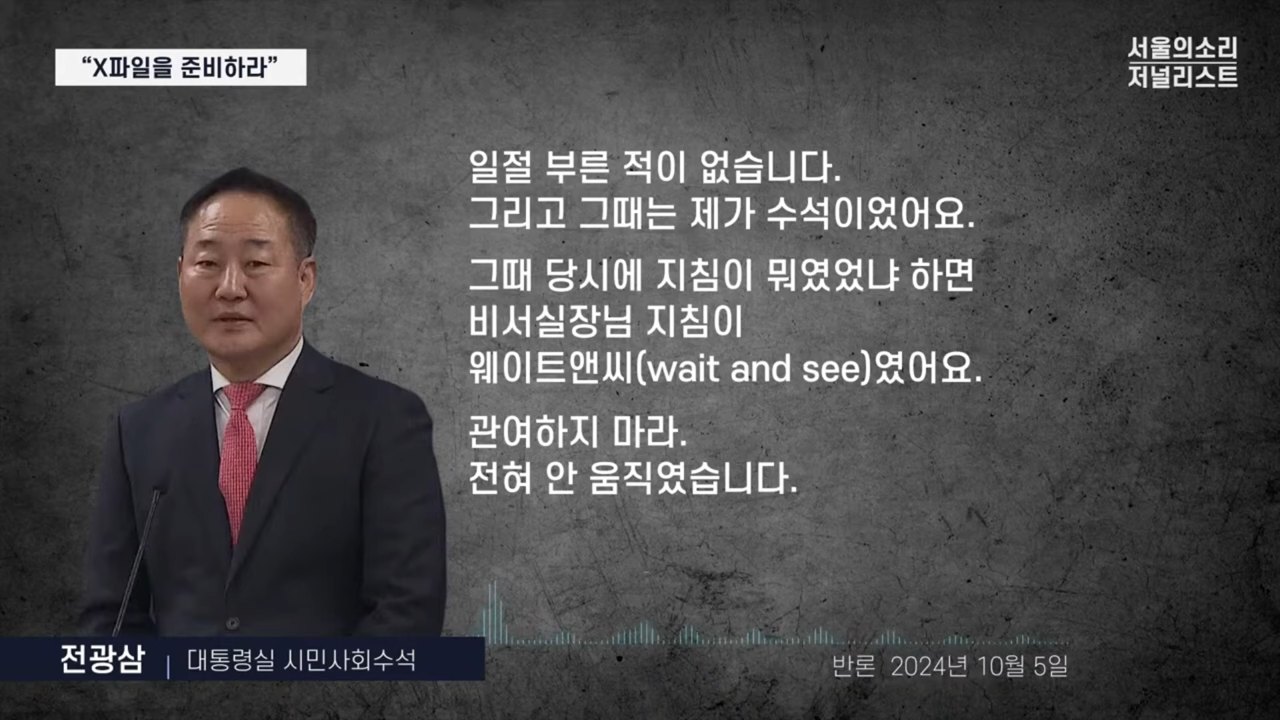 “X파일을 준비하라”
서울의소리
저널리스트
일절 부른 적이 없습니다.
그리고 그때는 제가 수석이었어요.
그때 당시에 지침이 뭐였었냐 하면
비서실장님 지침이
웨이트앤씨(wait and see)였어요.
관여하지 마라.
전혀 안 움직였습니다.
전광삼 | 대통령실 시민사회수석
반론 2024년 10월 5일